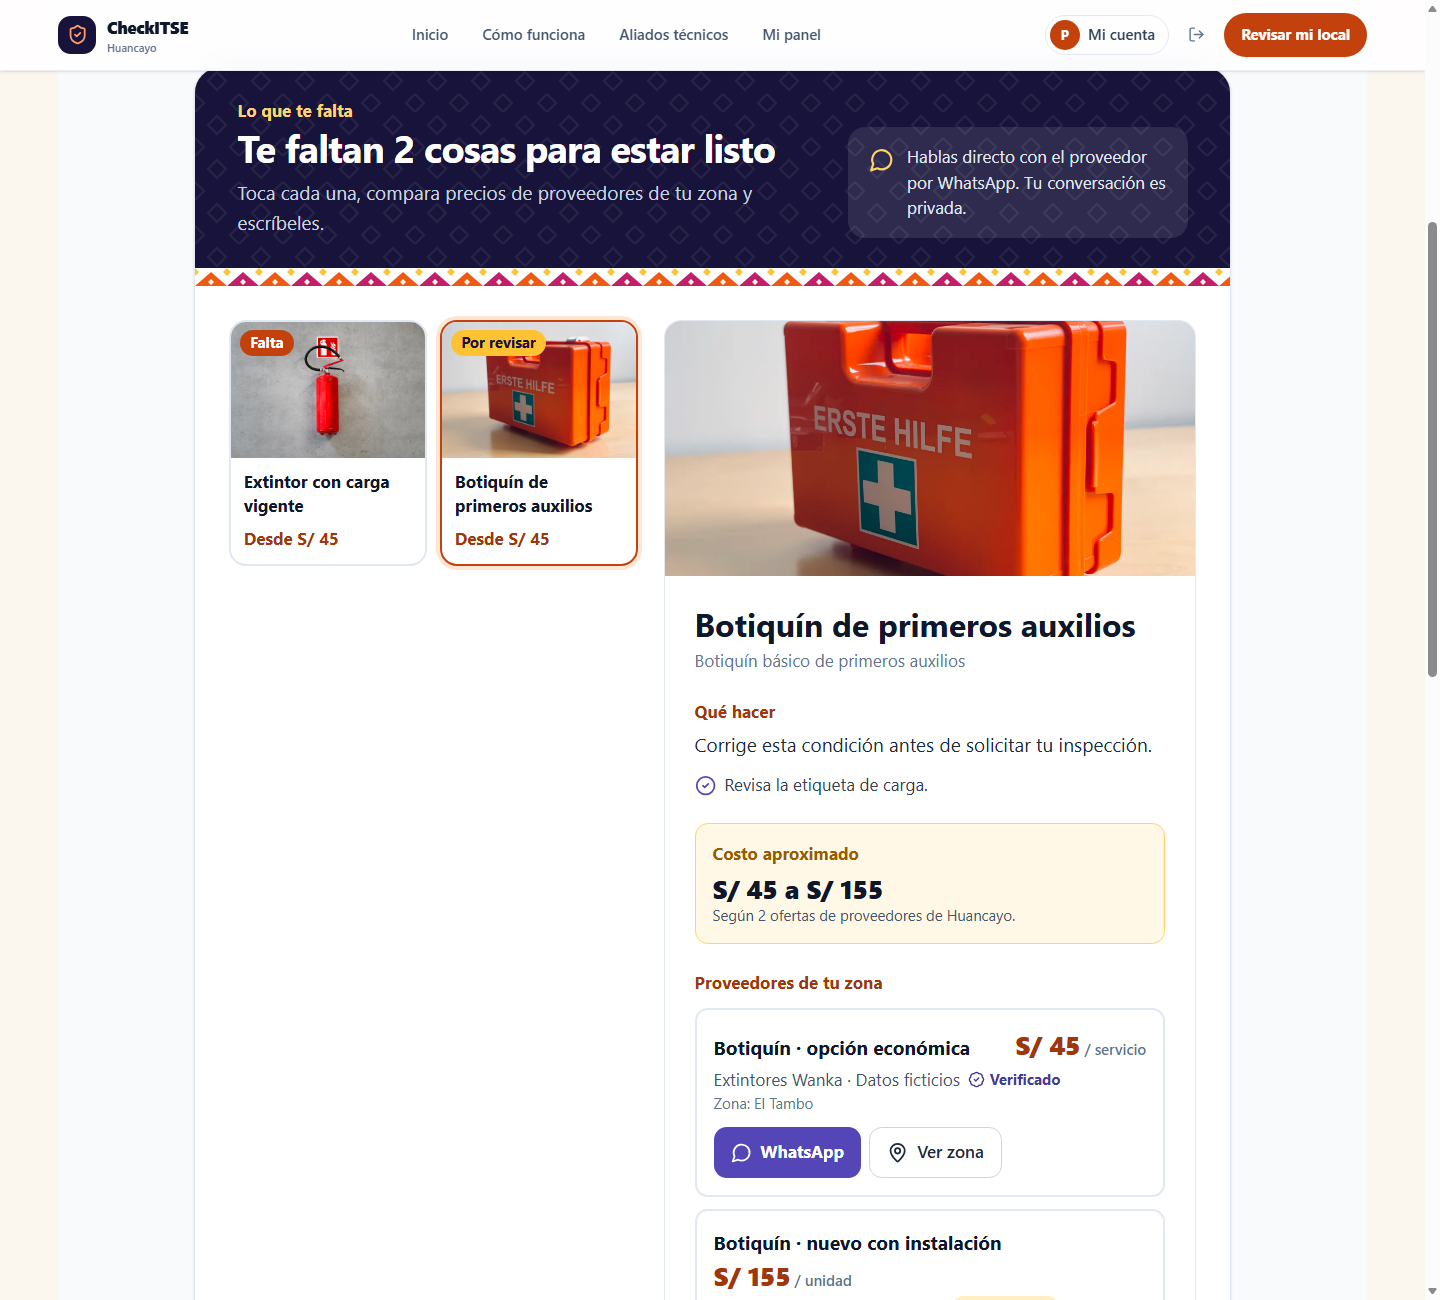 CheckITSE
Huancayo
Inicio
Cómo funciona
Aliados técnicos
Mi panel
P
Mi cuenta
Revisar mi local
Lo que te falta
Te faltan 2 cosas para estar listo
Toca cada una, compara precios de proveedores de tu zona y
escríbeles.
Hablas directo con el proveedor
por WhatsApp. Tu conversación es
privada.
Falta
Extintor con carga
vigente
Desde S/ 45
Por revisar
ERSTE HILFE
Botiquín de
primeros auxilios
Desde S/ 45
ERSTE HILFE
Botiquín de primeros auxilios
Botiquín básico de primeros auxilios
Qué hacer
Corrige esta condición antes de solicitar tu inspección.
Revisa la etiqueta de carga.
Costo aproximado
S/ 45 a S/ 155
Según 2 ofertas de proveedores de Huancayo.
Proveedores de tu zona
Botiquín · opción económica
S/ 45 / servicio
Extintores Wanka · Datos ficticios
Verificado
Zona: El Tambo
WhatsApp
Ver zona
Botiquín · nuevo con instalación
S/ 155 / unidad